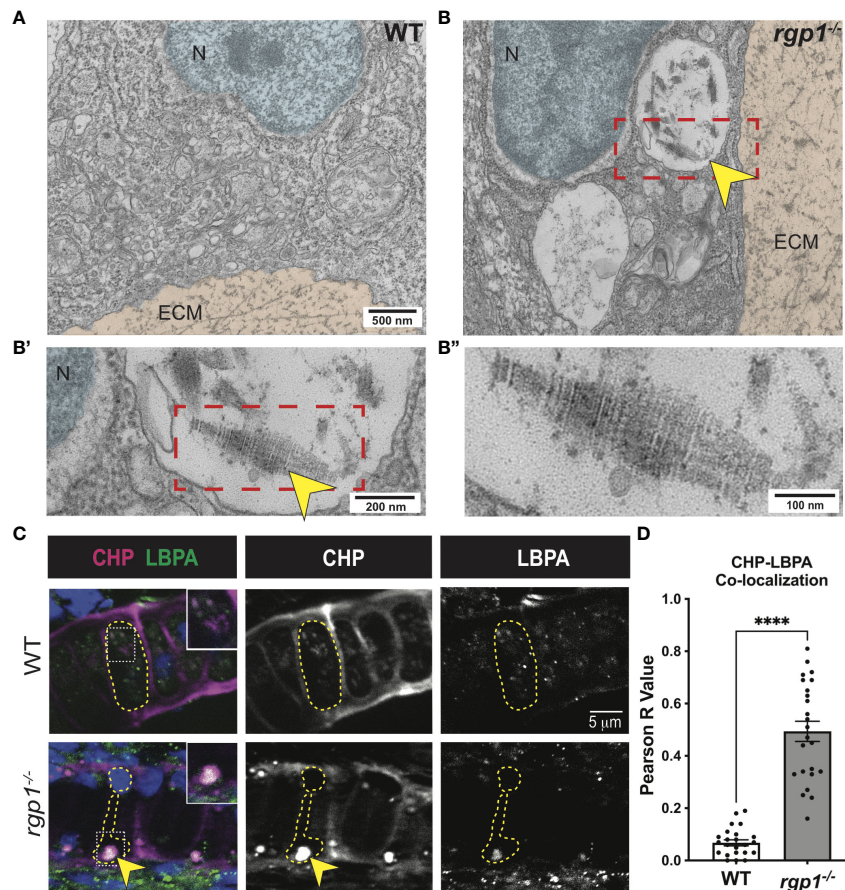 A
WT
N
ECM
500 nm
B
rgp1-/-
N
ECM
B'
N
200 nm
B"
100 nm
C
CHP LBPA
CHP
LBPA
WT
5 μm
rgp1-/-
D
CHP-LBPA
Co-localization
****
Pearson R Value
1.0
0.8
0.6
0.4
0.2
0.0
WT
rgp1-/-